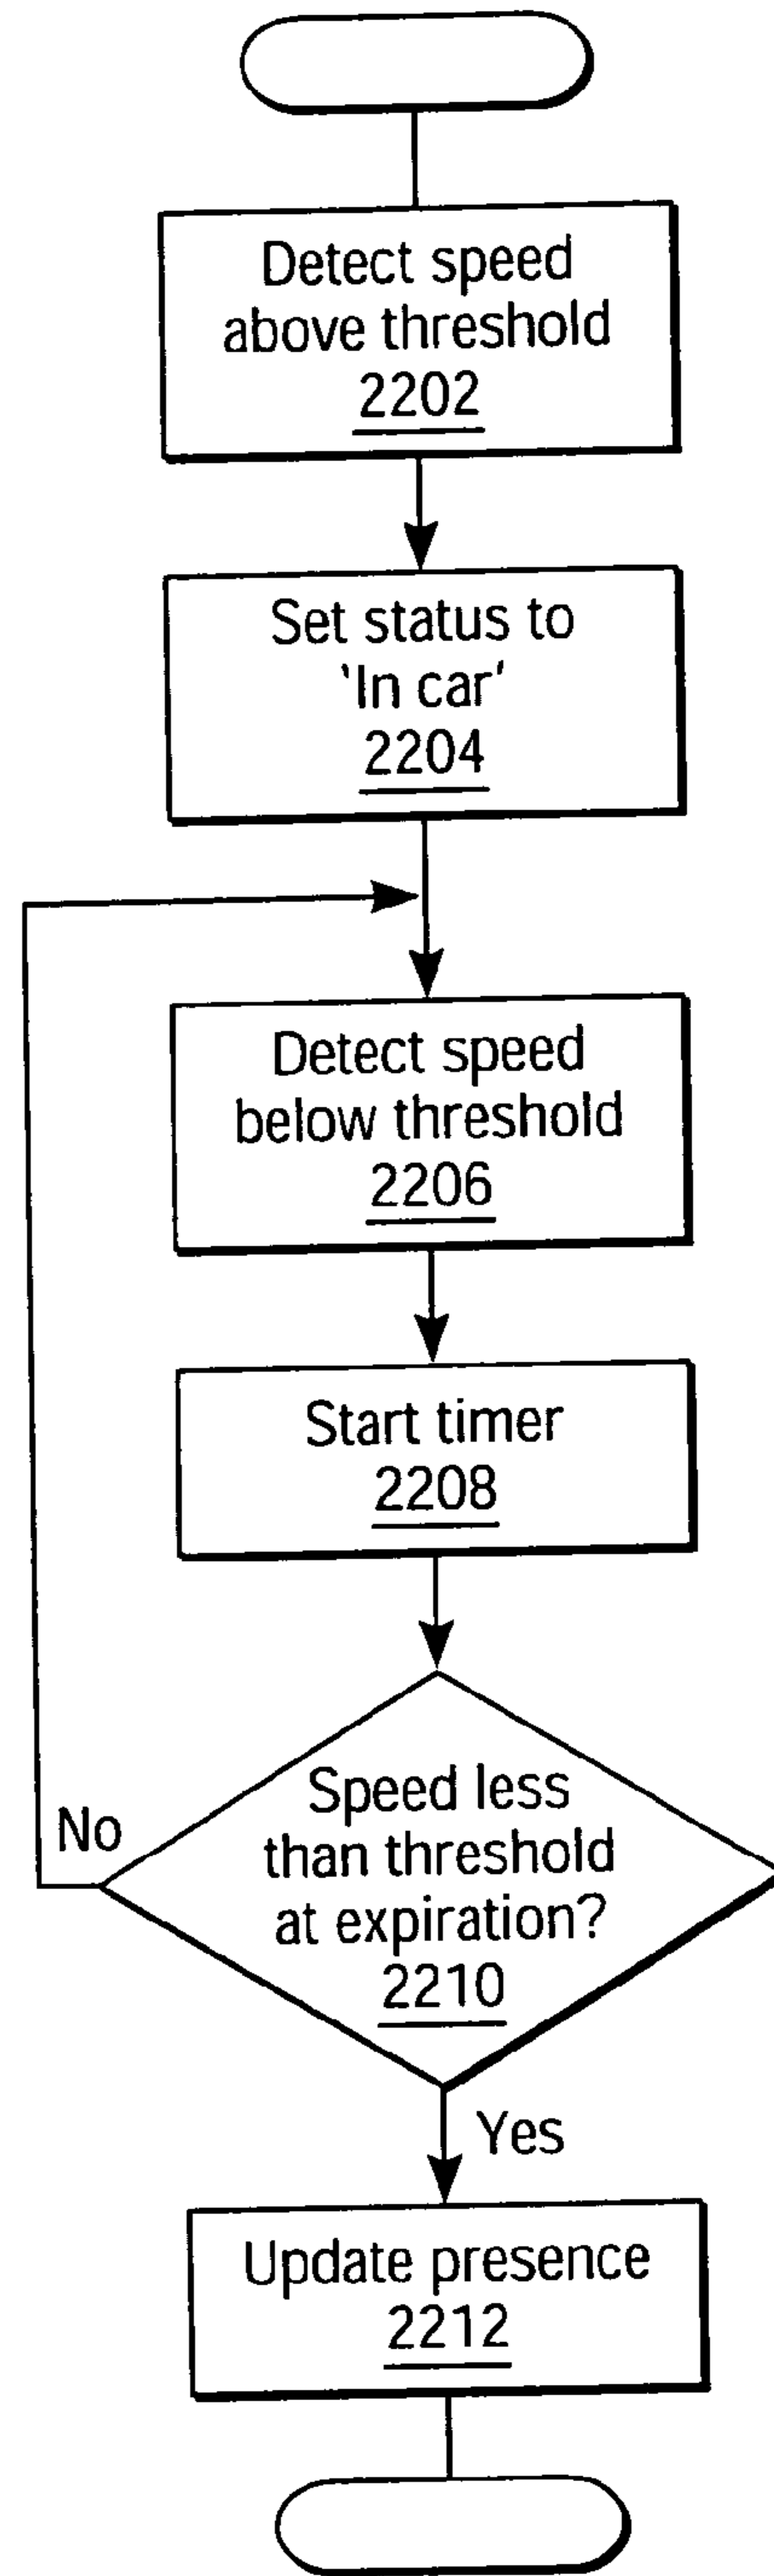 Detect speed
above threshold
2202
Set status to
'In car'
2204
Detect speed
below threshold
2206
Start timer
2208
Speed less
than threshold
at expiration?
2210
No
Yes
Update presence
2212